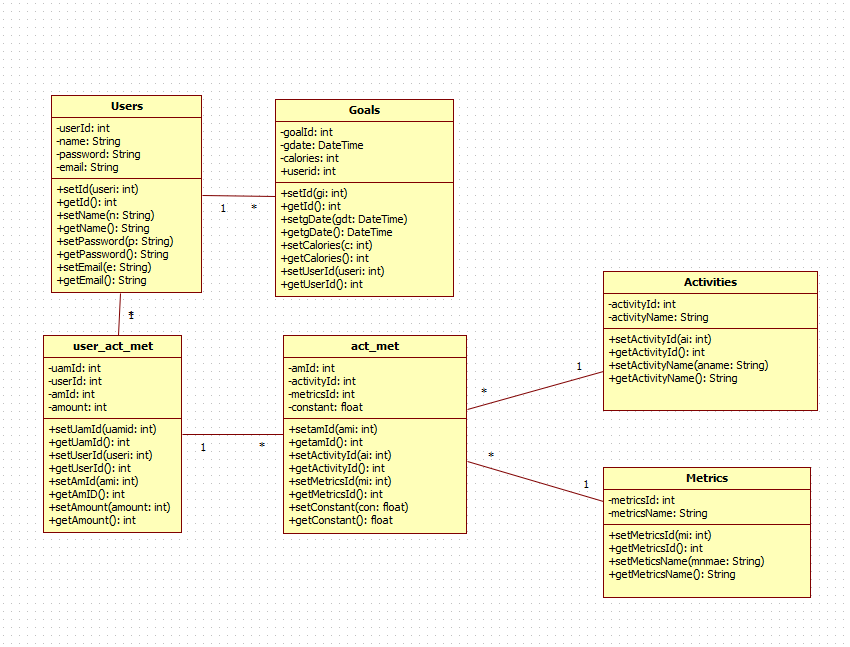 Users
-userId: int
-name: String
-password: String
-email: String
+setId(useri: int)
+getId(): int
+setName(n: String)
+getName(): String
+setPassword(p: String)
+getPassword(): String
+setEmail(e: String)
+getEmail(): String
Goals
-goalId: int
-gdate: DateTime
-calories: int
+userid: int
+setId(gi: int)
+getId(): int
+setgDate(gdt: DateTime)
+getgDate(): DateTime
+setCalories(c: int)
+getCalories(): int
+setUserId(useri: int)
+getUserId(): int
1 *
*
1
user_act_met
-uamId: int
-userId: int
-amId: int
-amount: int
+setUamId(uamid: int)
+getUamId(): int
+setUserId(useri: int)
+getUserId(): int
+setAmId(ami: int)
+getAmID(): int
+setAmount(amount: int)
+getAmount(): int
1 *
act_met
-amId: int
-activityId: int
-metricsId: int
-constant: float
+setamId(ami: int)
+getamId(): int
+setActivityId(ai: int)
+getActivityId(): int
+setMetricsId(mi: int)
+getMetricsId(): int
+setConstant(con: float)
+getConstant(): float
* 1
* 1
Activities
-activityId: int
-activityName: String
+setActivityId(ai: int)
+getActivityId(): int
+setActivityName(aname: String)
+getActivityName(): String
Metrics
-metricsId: int
-metricsName: String
+setMetricsId(mi: int)
+getMetricsId(): int
+setMeticsName(mnmae: String)
+getMetricsName(): String